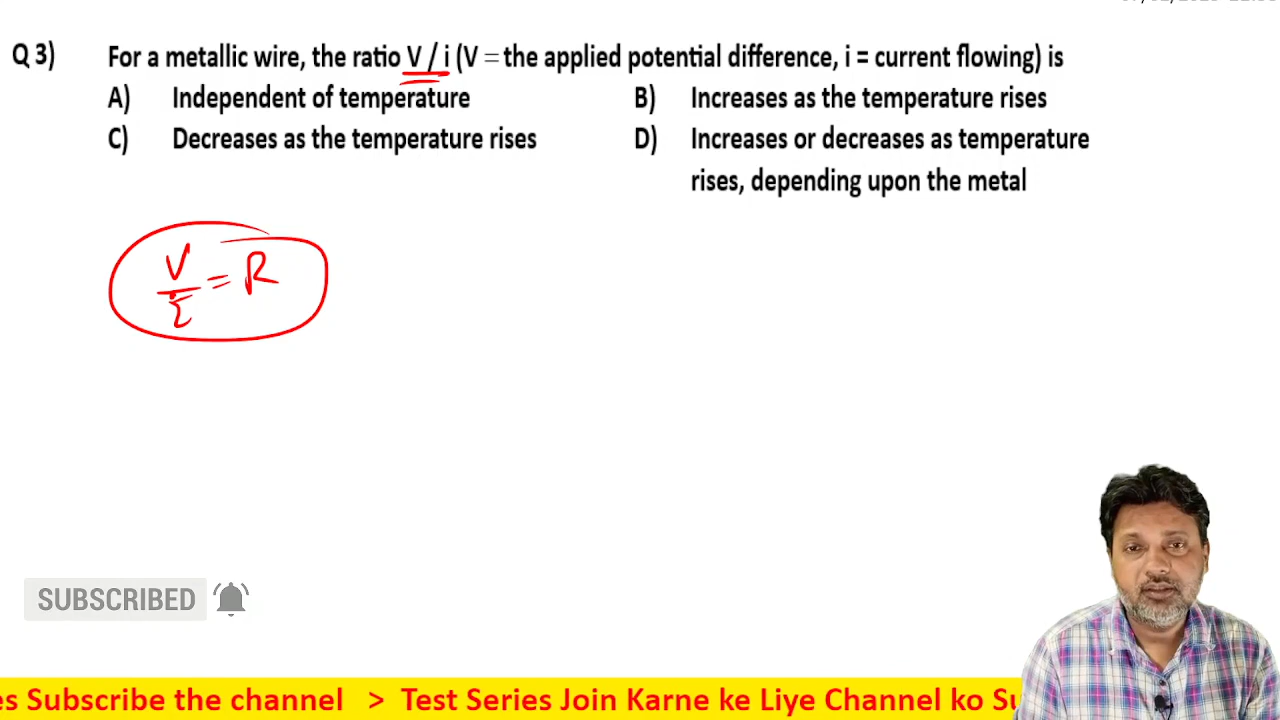 Q 3) For a metallic wire, the ratio V / i (V = the applied potential difference, i = current flowing) is
A) Independent of temperature B) Increases as the temperature rises
C) Decreases as the temperature rises D) Increases or decreases as temperature
rises, depending upon the metal
V/i = R
SUBSCRIBED
es Subscribe the channel > Test Series Join Karne ke Liye Channel ko Su